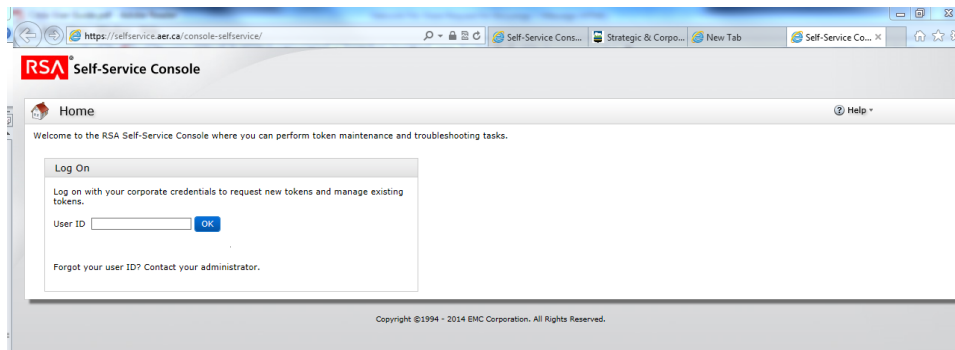 https://selfservice.aer.ca/console-selfservice/
Self-Service Cons...
Strategic & Corpo...
New Tab
Self-Service Co...
RSA Self-Service Console
Home
Help
Welcome to the RSA Self-Service Console where you can perform token maintenance and troubleshooting tasks.
Log On
Log on with your corporate credentials to request new tokens and manage existing
tokens.
User ID
OK
Forgot your user ID? Contact your administrator.
Copyright ©1994 - 2014 EMC Corporation. All Rights Reserved.